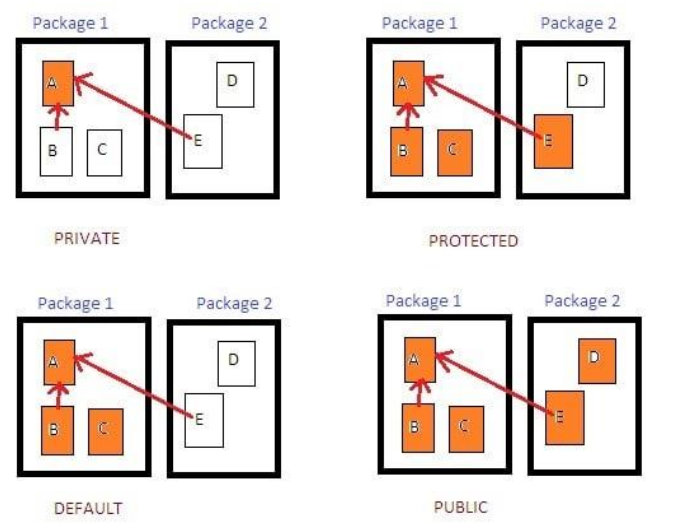 Package 1 Package 2
A
D
B C E
PRIVATE
Package 1 Package 2
A
D
B C E
PROTECTED
Package 1 Package 2
A
D
B C E
DEFAULT
Package 1 Package 2
A
D
B C E
PUBLIC